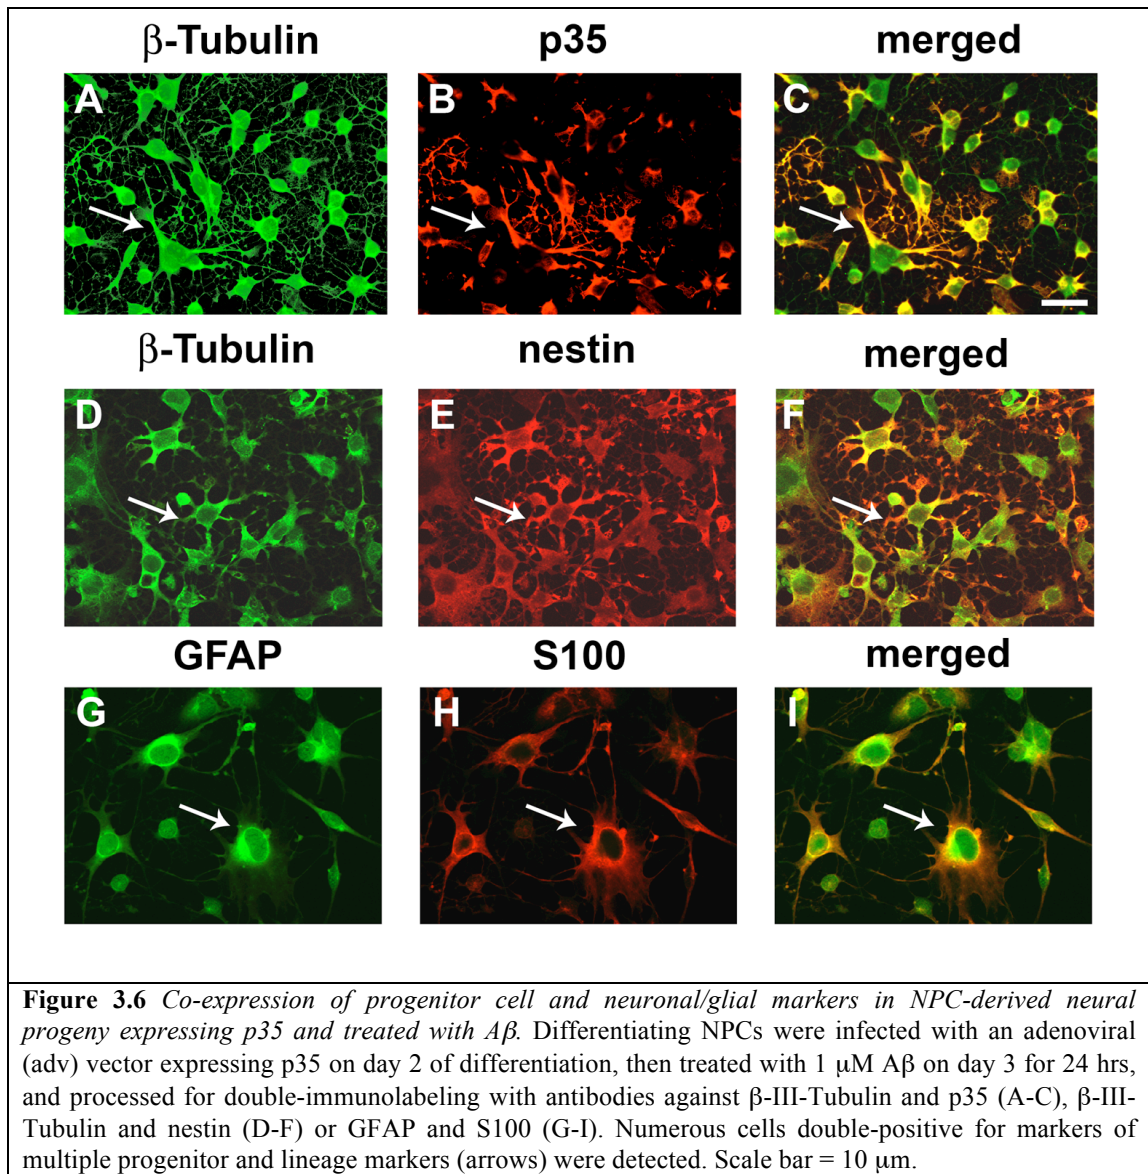 β-Tubulin p35 merged
A B C
β-Tubulin nestin merged
D E F
GFAP S100 merged
G H I
Figure 3.6 Co-expression of progenitor cell and neuronal/glial markers in NPC-derived neural
progeny expressing p35 and treated with Aβ. Differentiating NPCs were infected with an adenoviral
(adv) vector expressing p35 on day 2 of differentiation, then treated with 1 μM Aβ on day 3 for 24 hrs,
and processed for double-immunolabeling with antibodies against β-III-Tubulin and p35 (A-C), β-III-
Tubulin and nestin (D-F) or GFAP and S100 (G-I). Numerous cells double-positive for markers of
multiple progenitor and lineage markers (arrows) were detected. Scale bar = 10 μm.